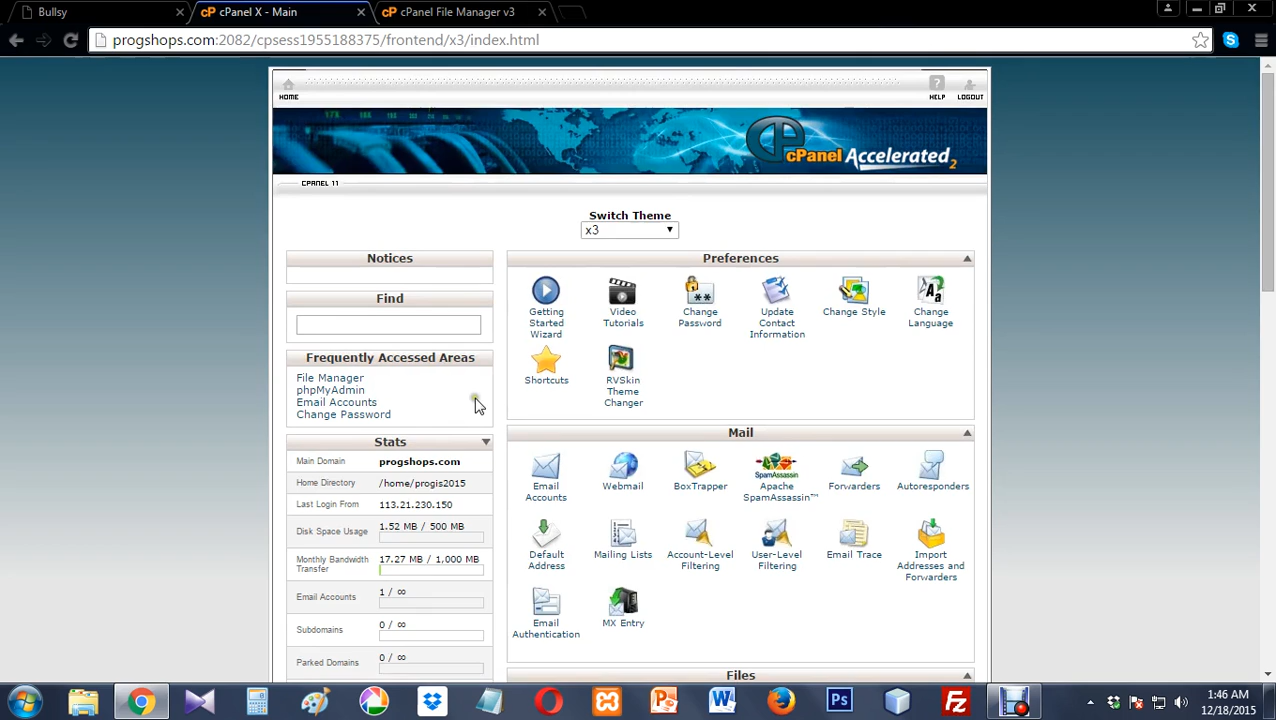 Bullsy
cPanel X - Main
cPanel File Manager v3
progshops.com:2082/cpsess1955188375/frontend/x3/index.html
HOME
HELP
LOGOUT
cPanel Accelerated2
CPANEL 11
Switch Theme
x3
Notices
Find
Frequently Accessed Areas
File Manager
phpMyAdmin
Email Accounts
Change Password
Stats
Main Domain progshops.com
Home Directory /home/progis2015
Last Login From 113.21.230.150
Disk Space Usage 1.52 MB / 500 MB
Monthly Bandwidth Transfer 17.27 MB / 1,000 MB
Email Accounts 1 / ∞
Subdomains 0 / ∞
Parked Domains 0 / ∞
Preferences
Getting Started Wizard
Video Tutorials
Change Password
Update Contact Information
Change Style
Change Language
Shortcuts
RVSkin Theme Changer
Mail
Email Accounts
Webmail
BoxTrapper
Apache SpamAssassin™
Forwarders
Autoresponders
Default Address
Mailing Lists
Account-Level Filtering
User-Level Filtering
Email Trace
Import Addresses and Forwarders
Email Authentication
MX Entry
Files
1:46 AM
12/18/2015